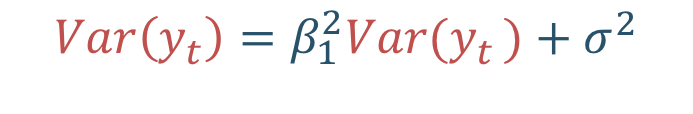 Var(y_t) = β_1^2 Var(y_t) + σ^2